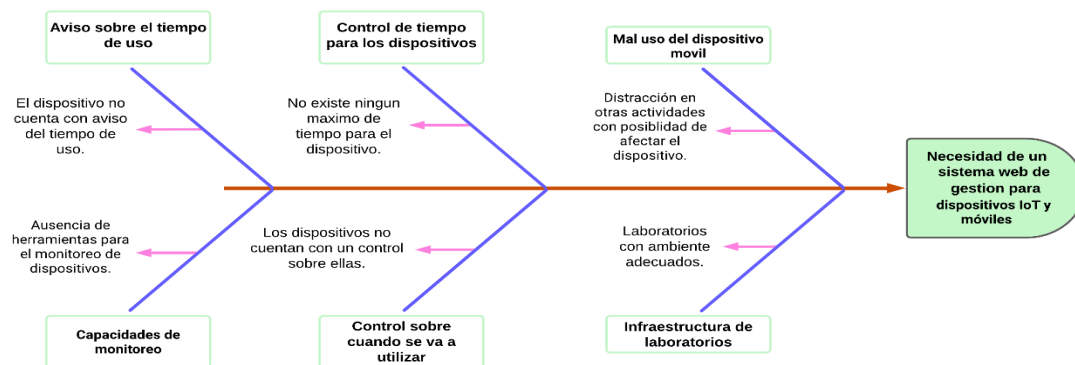 Aviso sobre el tiempo
de uso
Control de tiempo
para los dispositivos
Mal uso del dispositivo
movil
El dispositivo no
cuenta con aviso
del tiempo de
uso.
No existe ningun
maximo de
tiempo para el
dispositivo.
Distracción en
otras actividades
con posiblidad de
afectar el
dispositivo.
Necesidad de un
sistema web de
gestion para
dispositivos IoT y
móviles
Ausencia de
herramientas para
el monitoreo de
dispositivos.
Los dispositivos no
cuentan con un control
sobre ellas.
Laboratorios
con ambiente
adecuados.
Capacidades de
monitoreo
Control sobre
cuando se va a
utilizar
Infraestructura de
laboratorios